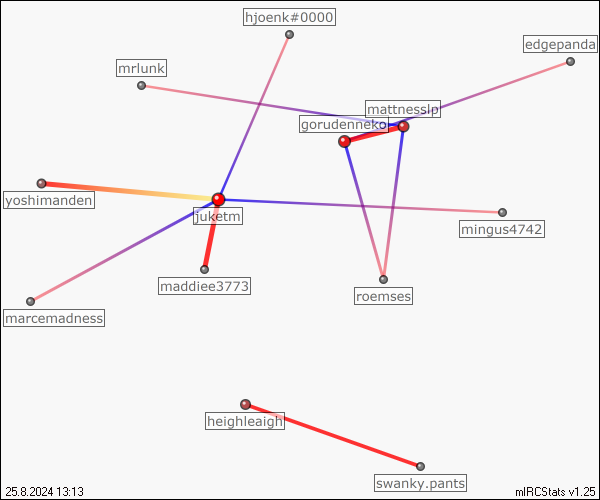 hjoenk#0000
edgepanda
mrlunk
mattnesslp
gorudenneko
yoshimanden
juketm
mingus4742
maddiee3773
roemses
marcemadness
heighleaigh
swanky.pants
25.8.2024 13:13
mIRCStats v1.25